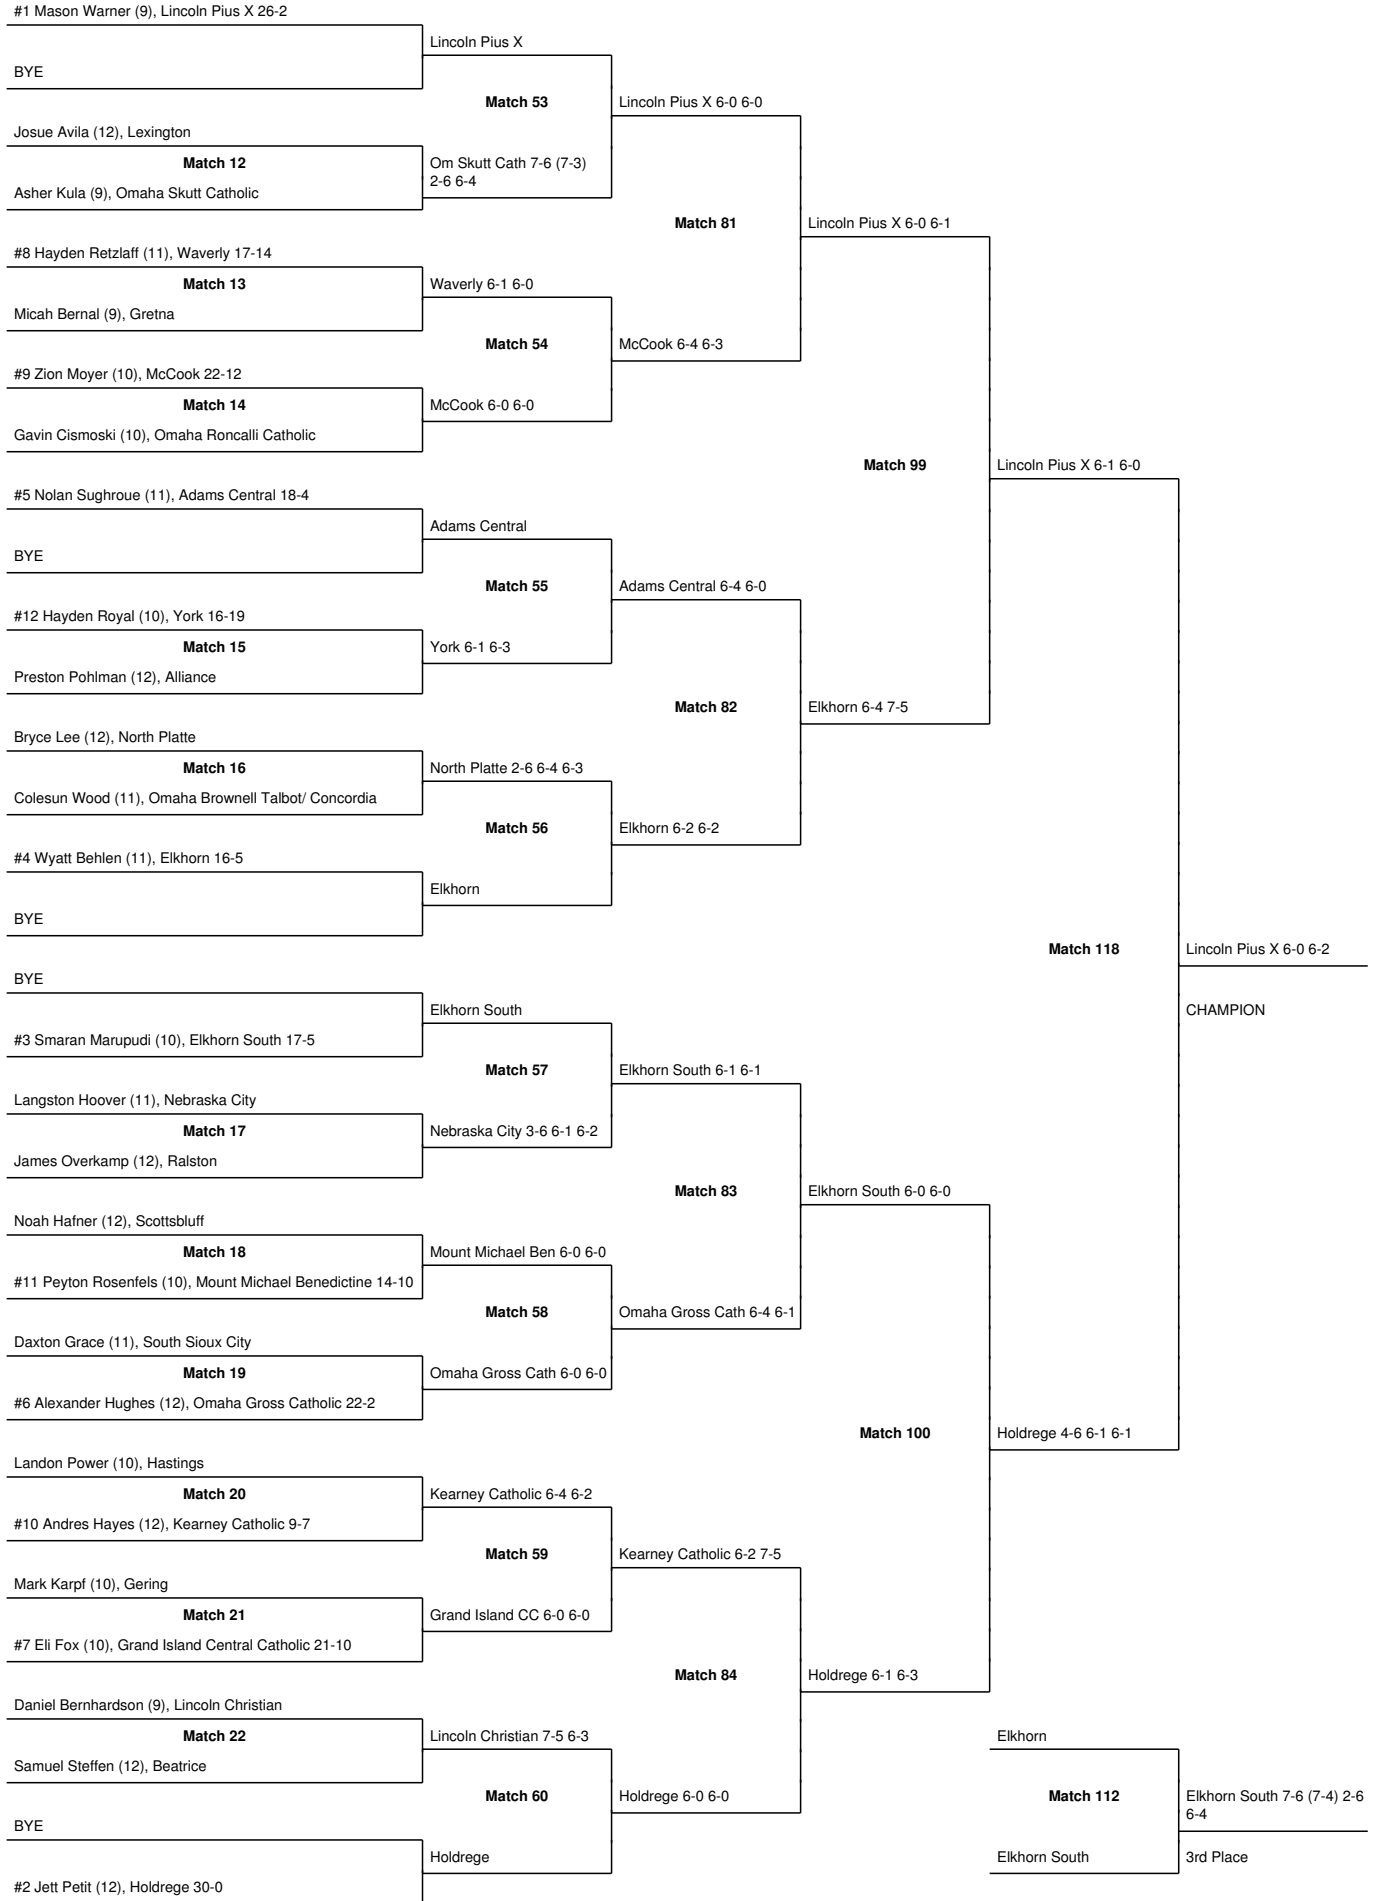 #1 Mason Warner (9), Lincoln Pius X 26-2
Lincoln Pius X
BYE
Match 53
Lincoln Pius X 6-0 6-0
Josue Avila (12), Lexington
Match 12
Om Skutt Cath 7-6 (7-3)
2-6 6-4
Asher Kula (9), Omaha Skutt Catholic
Match 81
Lincoln Pius X 6-0 6-1
#8 Hayden Retzlaff (11), Waverly 17-14
Match 13
Waverly 6-1 6-0
Micah Bernal (9), Gretna
Match 54
McCook 6-4 6-3
#9 Zion Moyer (10), McCook 22-12
Match 14
McCook 6-0 6-0
Gavin Cismoski (10), Omaha Roncalli Catholic
Match 99
Lincoln Pius X 6-1 6-0
#5 Nolan Sughroue (11), Adams Central 18-4
Adams Central
BYE
Match 55
Adams Central 6-4 6-0
#12 Hayden Royal (10), York 16-19
Match 15
York 6-1 6-3
Preston Pohlman (12), Alliance
Match 82
Elkhorn 6-4 7-5
Bryce Lee (12), North Platte
Match 16
North Platte 2-6 6-4 6-3
Colesun Wood (11), Omaha Brownell Talbot/ Concordia
Match 56
Elkhorn 6-2 6-2
#4 Wyatt Behlen (11), Elkhorn 16-5
Elkhorn
BYE
Match 118
Lincoln Pius X 6-0 6-2
BYE
Elkhorn South
CHAMPION
#3 Smaran Marupudi (10), Elkhorn South 17-5
Match 57
Elkhorn South 6-1 6-1
Langston Hoover (11), Nebraska City
Match 17
Nebraska City 3-6 6-1 6-2
James Overkamp (12), Ralston
Match 83
Elkhorn South 6-0 6-0
Noah Hafner (12), Scottsbluff
Match 18
Mount Michael Ben 6-0 6-0
#11 Peyton Rosenfels (10), Mount Michael Benedictine 14-10
Match 58
Omaha Gross Cath 6-4 6-1
Daxton Grace (11), South Sioux City
Match 19
Omaha Gross Cath 6-0 6-0
#6 Alexander Hughes (12), Omaha Gross Catholic 22-2
Match 100
Holdrege 4-6 6-1 6-1
Landon Power (10), Hastings
Match 20
Kearney Catholic 6-4 6-2
#10 Andres Hayes (12), Kearney Catholic 9-7
Match 59
Kearney Catholic 6-2 7-5
Mark Karpf (10), Gering
Match 21
Grand Island CC 6-0 6-0
#7 Eli Fox (10), Grand Island Central Catholic 21-10
Match 84
Holdrege 6-1 6-3
Daniel Bernhardson (9), Lincoln Christian
Match 22
Lincoln Christian 7-5 6-3
Elkhorn
Samuel Steffen (12), Beatrice
Match 60
Holdrege 6-0 6-0
Match 112
Elkhorn South 7-6 (7-4) 2-6
6-4
BYE
Holdrege
Elkhorn South
3rd Place
#2 Jett Petit (12), Holdrege 30-0